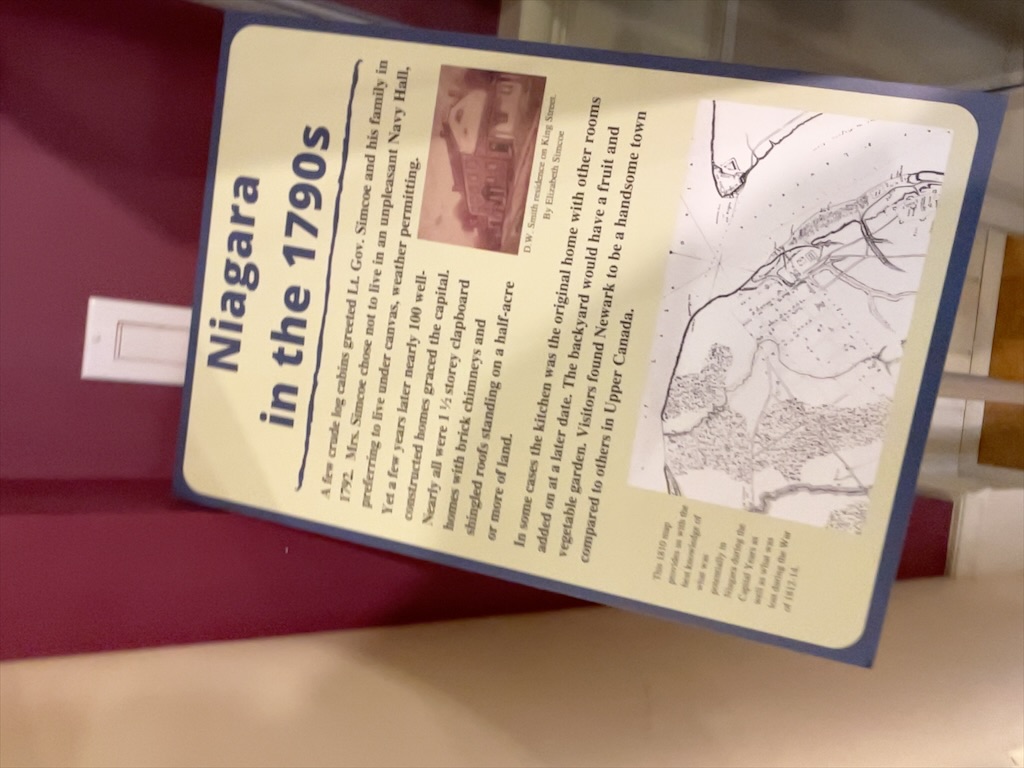 Niagara
in the 1790s
A few crude log cabins greeted Lt. Gov. Simcoe and his family in
1792. Mrs. Simcoe chose not to live in an unpleasant Navy Hall,
preferring to live under canvas, weather permitting.
Yet a few years later nearly 100 well-
constructed homes graced the capital.
Nearly all were 1 ½ storey clapboard
homes with brick chimneys and
shingled roofs standing on a half-acre
or more of land.
D.W. Smith residence on King Street.
By Elizabeth Simcoe
In some cases the kitchen was the original home with other rooms
added on at a later date. The backyard would have a fruit and
vegetable garden. Visitors found Newark to be a handsome town
compared to others in Upper Canada.
This 1810 map
provides us with the
best knowledge of
what was
potentially in
Niagara during the
Capital Years as
well as what was
lost during the War
of 1812-14.